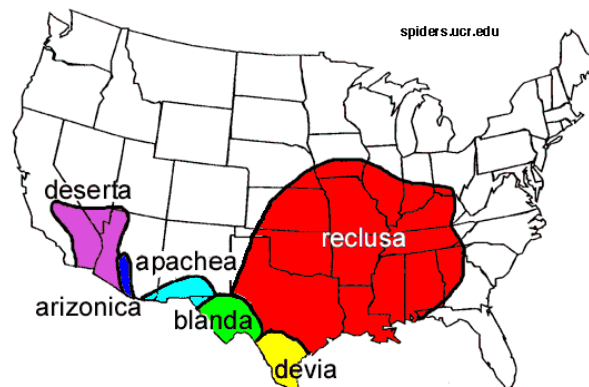 spiders.ucr.edu
deserta
reclusa
apachea
arizonica
blanda
devia